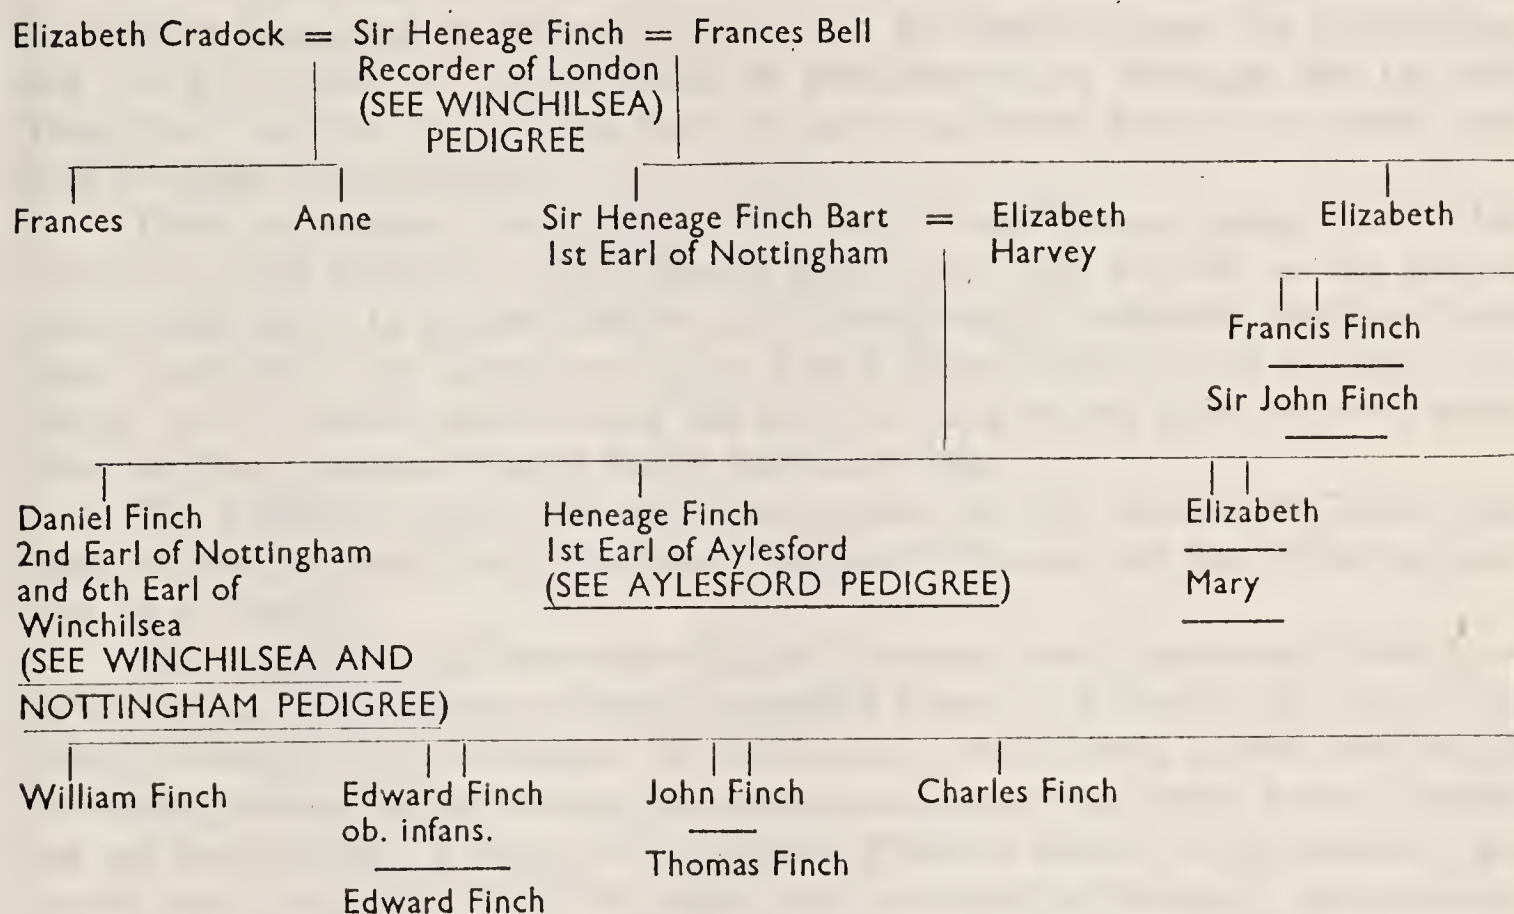 Elizabeth Cradock = Sir Heneage Finch = Frances Bell
Recorder of London
(SEE WINCHILSEA)
PEDIGREE
Frances
Anne
Sir Heneage Finch Bart = Elizabeth
1st Earl of Nottingham Harvey
Elizabeth
Francis Finch
Sir John Finch
Daniel Finch
2nd Earl of Nottingham
and 6th Earl of
Winchilsea
(SEE WINCHILSEA AND
NOTTINGHAM PEDIGREE)
Heneage Finch
1st Earl of Aylesford
(SEE AYLESFORD PEDIGREE)
Elizabeth
Mary
William Finch
Edward Finch
ob. infans.
Edward Finch
John Finch
Thomas Finch
Charles Finch